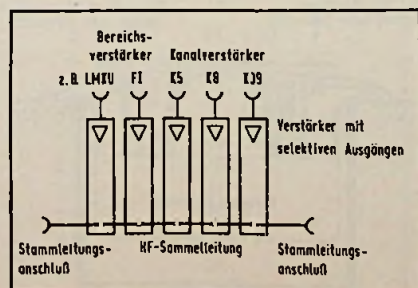 Bereichs-
verstärker Kanalverstärker
z.B. LMKU FI K5 K8 K39
Verstärker mit
selektiven Ausgängen
Stammleitungs-
anschluß
HF-Sammelleitung
Stammleitungs-
anschluß